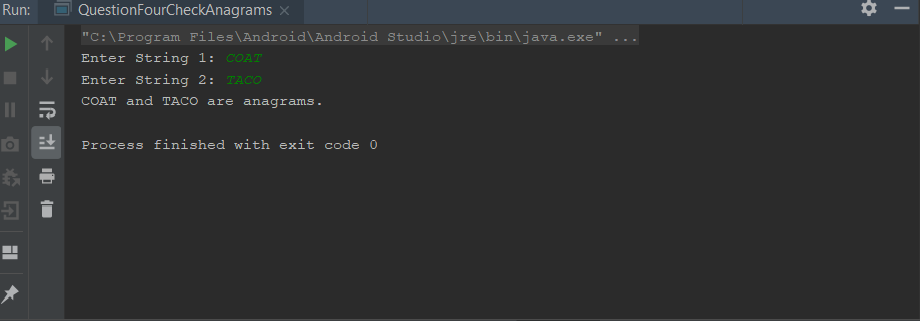 Run: QuestionFourCheckAnagrams
"C:\Program Files\Android\Android Studio\jre\bin\java.exe" ...
Enter String 1: COAT
Enter String 2: TACO
COAT and TACO are anagrams.
Process finished with exit code 0